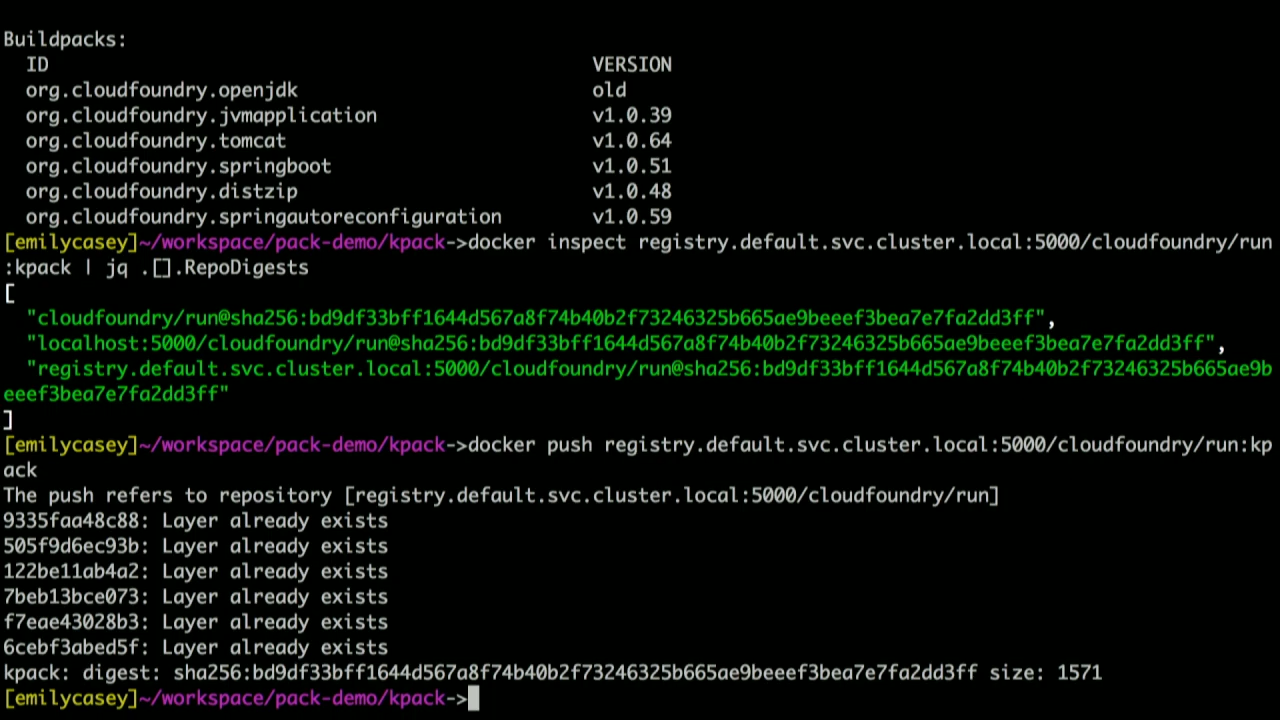 Buildpacks:
ID VERSION
org.cloudfoundry.openjdk old
org.cloudfoundry.jvmapplication v1.0.39
org.cloudfoundry.tomcat v1.0.64
org.cloudfoundry.springboot v1.0.51
org.cloudfoundry.distzip v1.0.48
org.cloudfoundry.springautoreconfiguration v1.0.59
[emilycasey]~/workspace/pack-demo/kpack->docker inspect registry.default.svc.cluster.local:5000/cloudfoundry/run
:kpack | jq .[].RepoDigests
[
"cloudfoundry/run@sha256:bd9df33bff1644d567a8f74b40b2f73246325b665ae9beeef3bea7e7fa2dd3ff",
"localhost:5000/cloudfoundry/run@sha256:bd9df33bff1644d567a8f74b40b2f73246325b665ae9beeef3bea7e7fa2dd3ff",
"registry.default.svc.cluster.local:5000/cloudfoundry/run@sha256:bd9df33bff1644d567a8f74b40b2f73246325b665ae9b
eeef3bea7e7fa2dd3ff"
]
[emilycasey]~/workspace/pack-demo/kpack->docker push registry.default.svc.cluster.local:5000/cloudfoundry/run:kp
ack
The push refers to repository [registry.default.svc.cluster.local:5000/cloudfoundry/run]
9335faa48c88: Layer already exists
505f9d6ec93b: Layer already exists
122be11ab4a2: Layer already exists
7beb13bce073: Layer already exists
f7eae43028b3: Layer already exists
6cebf3abed5f: Layer already exists
kpack: digest: sha256:bd9df33bff1644d567a8f74b40b2f73246325b665ae9beeef3bea7e7fa2dd3ff size: 1571
[emilycasey]~/workspace/pack-demo/kpack->